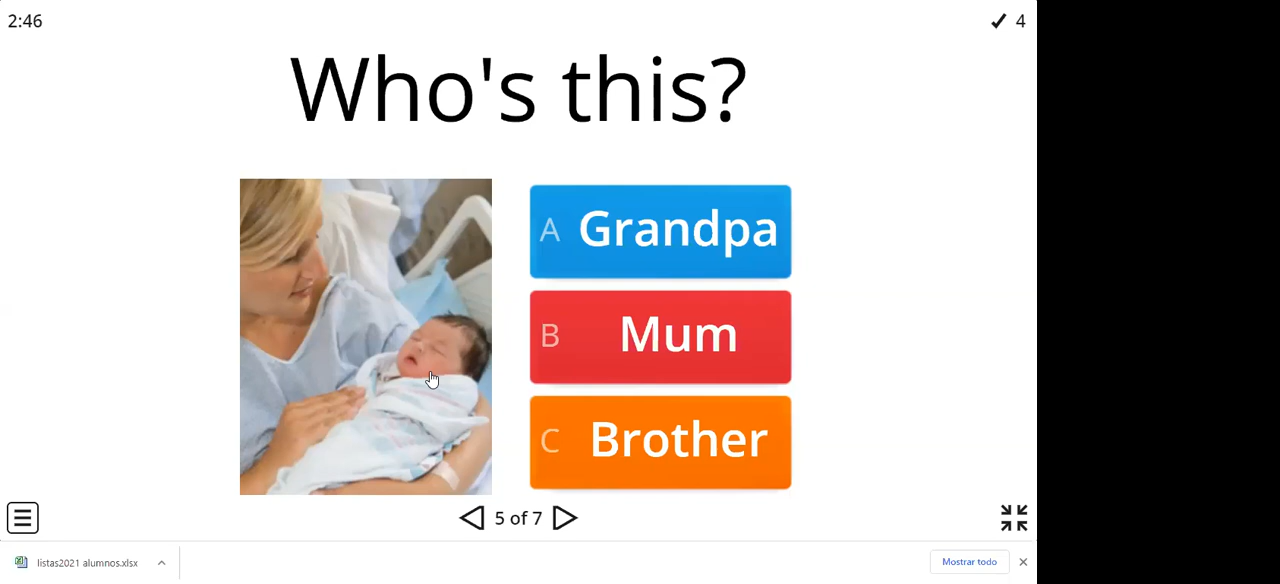 2:46
✓ 4
Who's this?
A Grandpa
B Mum
C Brother
5 of 7
listas2021 alumnos.xlsx
Mostrar todo